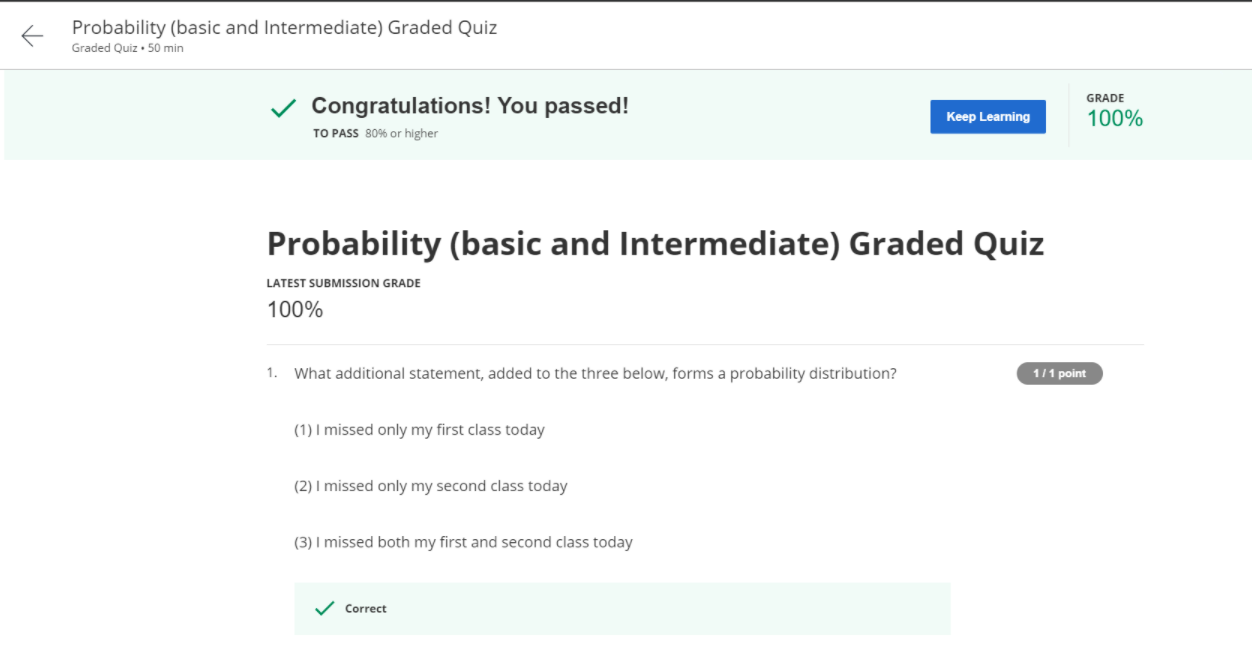 Probability (basic and Intermediate) Graded Quiz
Graded Quiz • 50 min
Congratulations! You passed!
TO PASS 80% or higher
Keep Learning
GRADE
100%
Probability (basic and Intermediate) Graded Quiz
LATEST SUBMISSION GRADE
100%
1. What additional statement, added to the three below, forms a probability distribution?
1 / 1 point
(1) I missed only my first class today
(2) I missed only my second class today
(3) I missed both my first and second class today
Correct